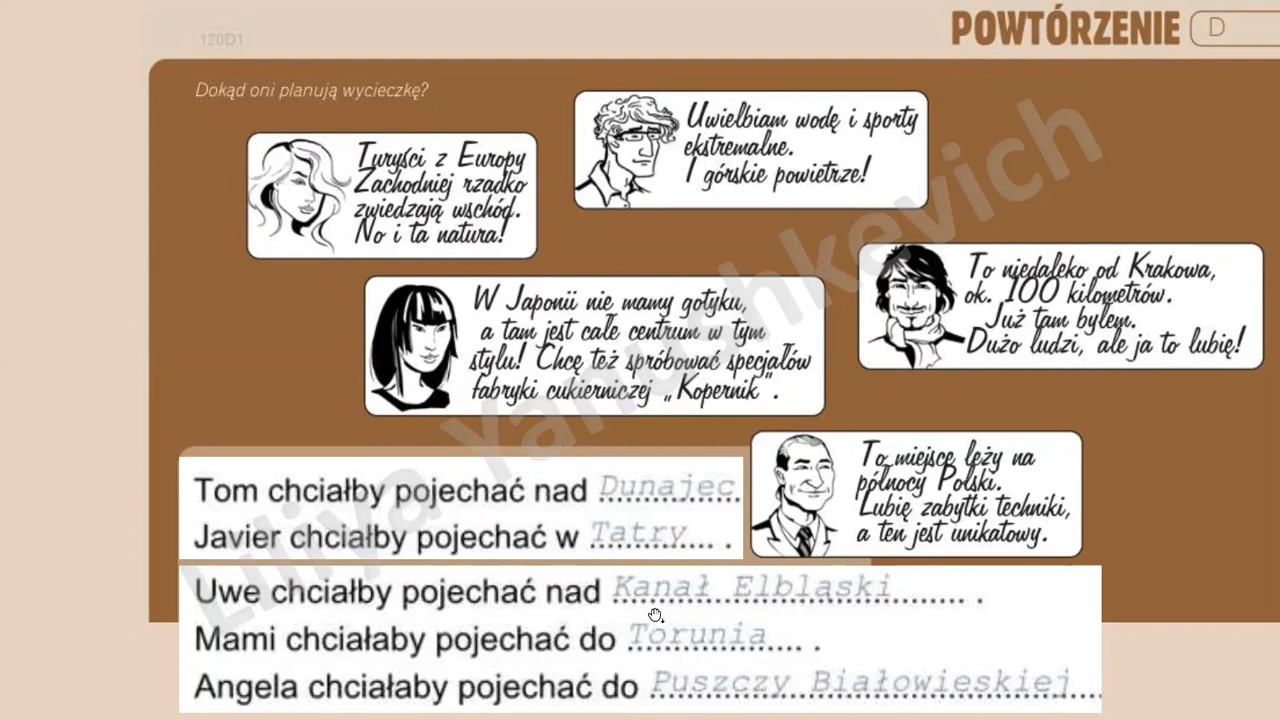 120D1
POWTÓRZENIE D
Dokąd oni planują wycieczkę?
Uwielbiam wodę i sporty
ekstremalne.
I górskie powietrze!
Turyści z Europy
Zachodniej rzadko
zwiedzają wschód.
No i ta natura!
To niedaleko od Krakowa,
ok. 100 kilometrów.
Już tam byłem.
Dużo ludzi, ale ja to lubię!
W Japonii nie mamy gotyku,
a tam jest całe centrum w tym
stylu! Chcę też spróbować specjałów
fabryki cukierniczej „Kopernik".
To miejsce leży na
północy Polski.
Lubię zabytki techniki,
a ten jest unikatowy.
Tom chciałby pojechać nad Dunajec.
Javier chciałby pojechać w Tatry.
Uwe chciałby pojechać nad Kanał Elbląski.
Mami chciałaby pojechać do Torunia.
Angela chciałaby pojechać do Puszczy Białowieskiej
Liliya Yanushkevich